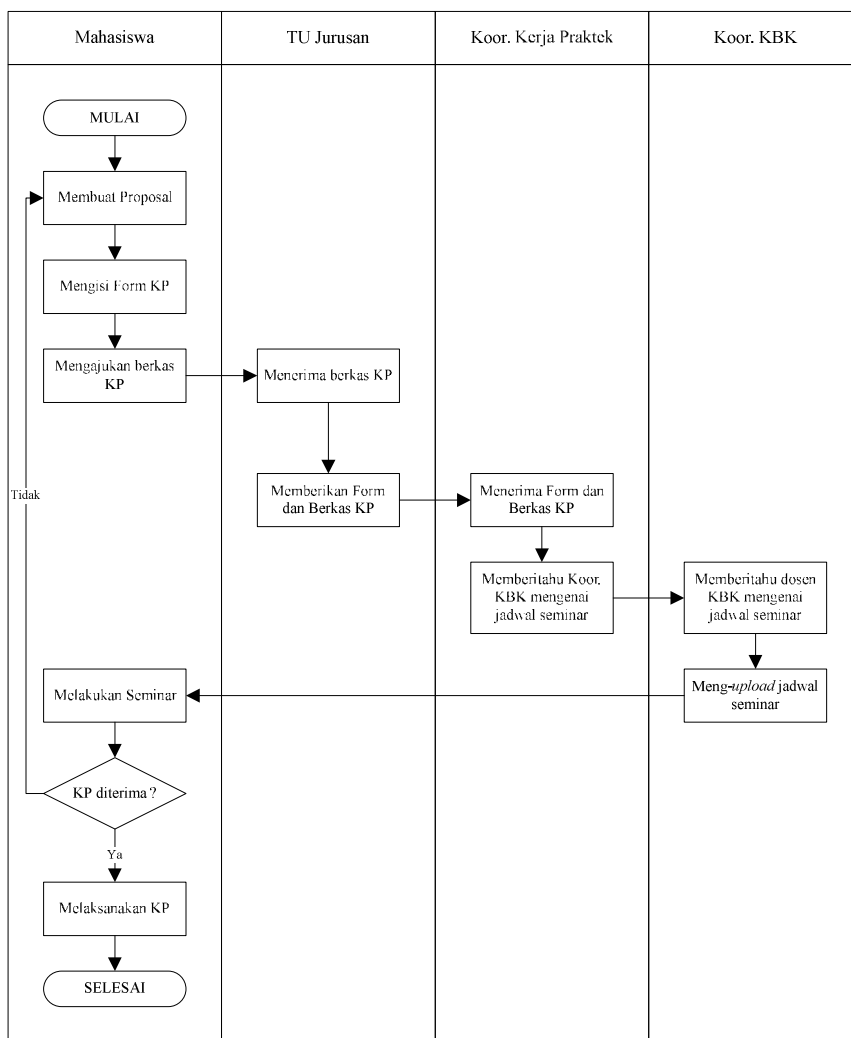 Mahasiswa
TU Jurusan
Koor. Kerja Praktek
Koor. KBK
MULAI
Membuat Proposal
Mengisi Form KP
Mengajukan berkas
KP
Menerima berkas KP
Memberikan Form
dan Berkas KP
Menerima Form dan
Berkas KP
Memberitahu Koor.
KBK mengenai
jadwal seminar
Memberitahu dosen
KBK mengenai
jadwal seminar
Meng-upload jadwal
seminar
Melakukan Seminar
KP diterima ?
Tidak
Ya
Melaksanakan KP
SELESAI